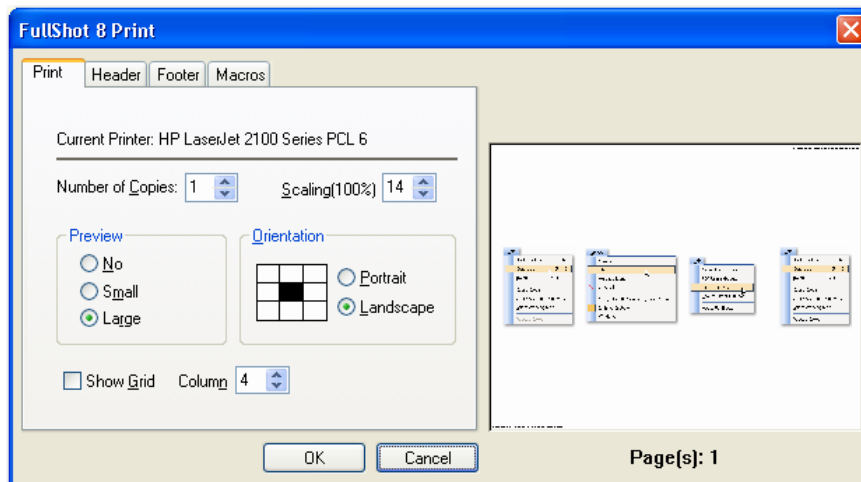 FullShot 8 Print
Print Header Footer Macros
Current Printer: HP LaserJet 2100 Series PCL 6
Number of Copies: 1 Scaling(100%) 14
Preview
No
Small
Large
Orientation
Portrait
Landscape
Show Grid Column 4
OK Cancel
Page(s): 1